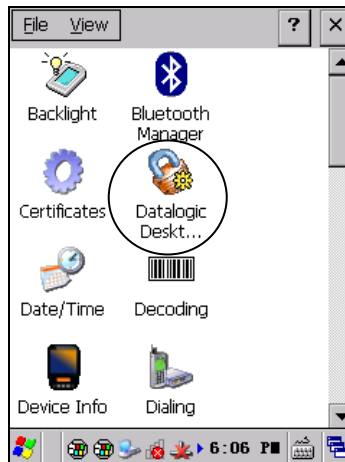 File View ? ×
Backlight Bluetooth
Manager
Certificates Datalogic
Deskt...
Date/Time Decoding
Device Info Dialing
6:06 PM